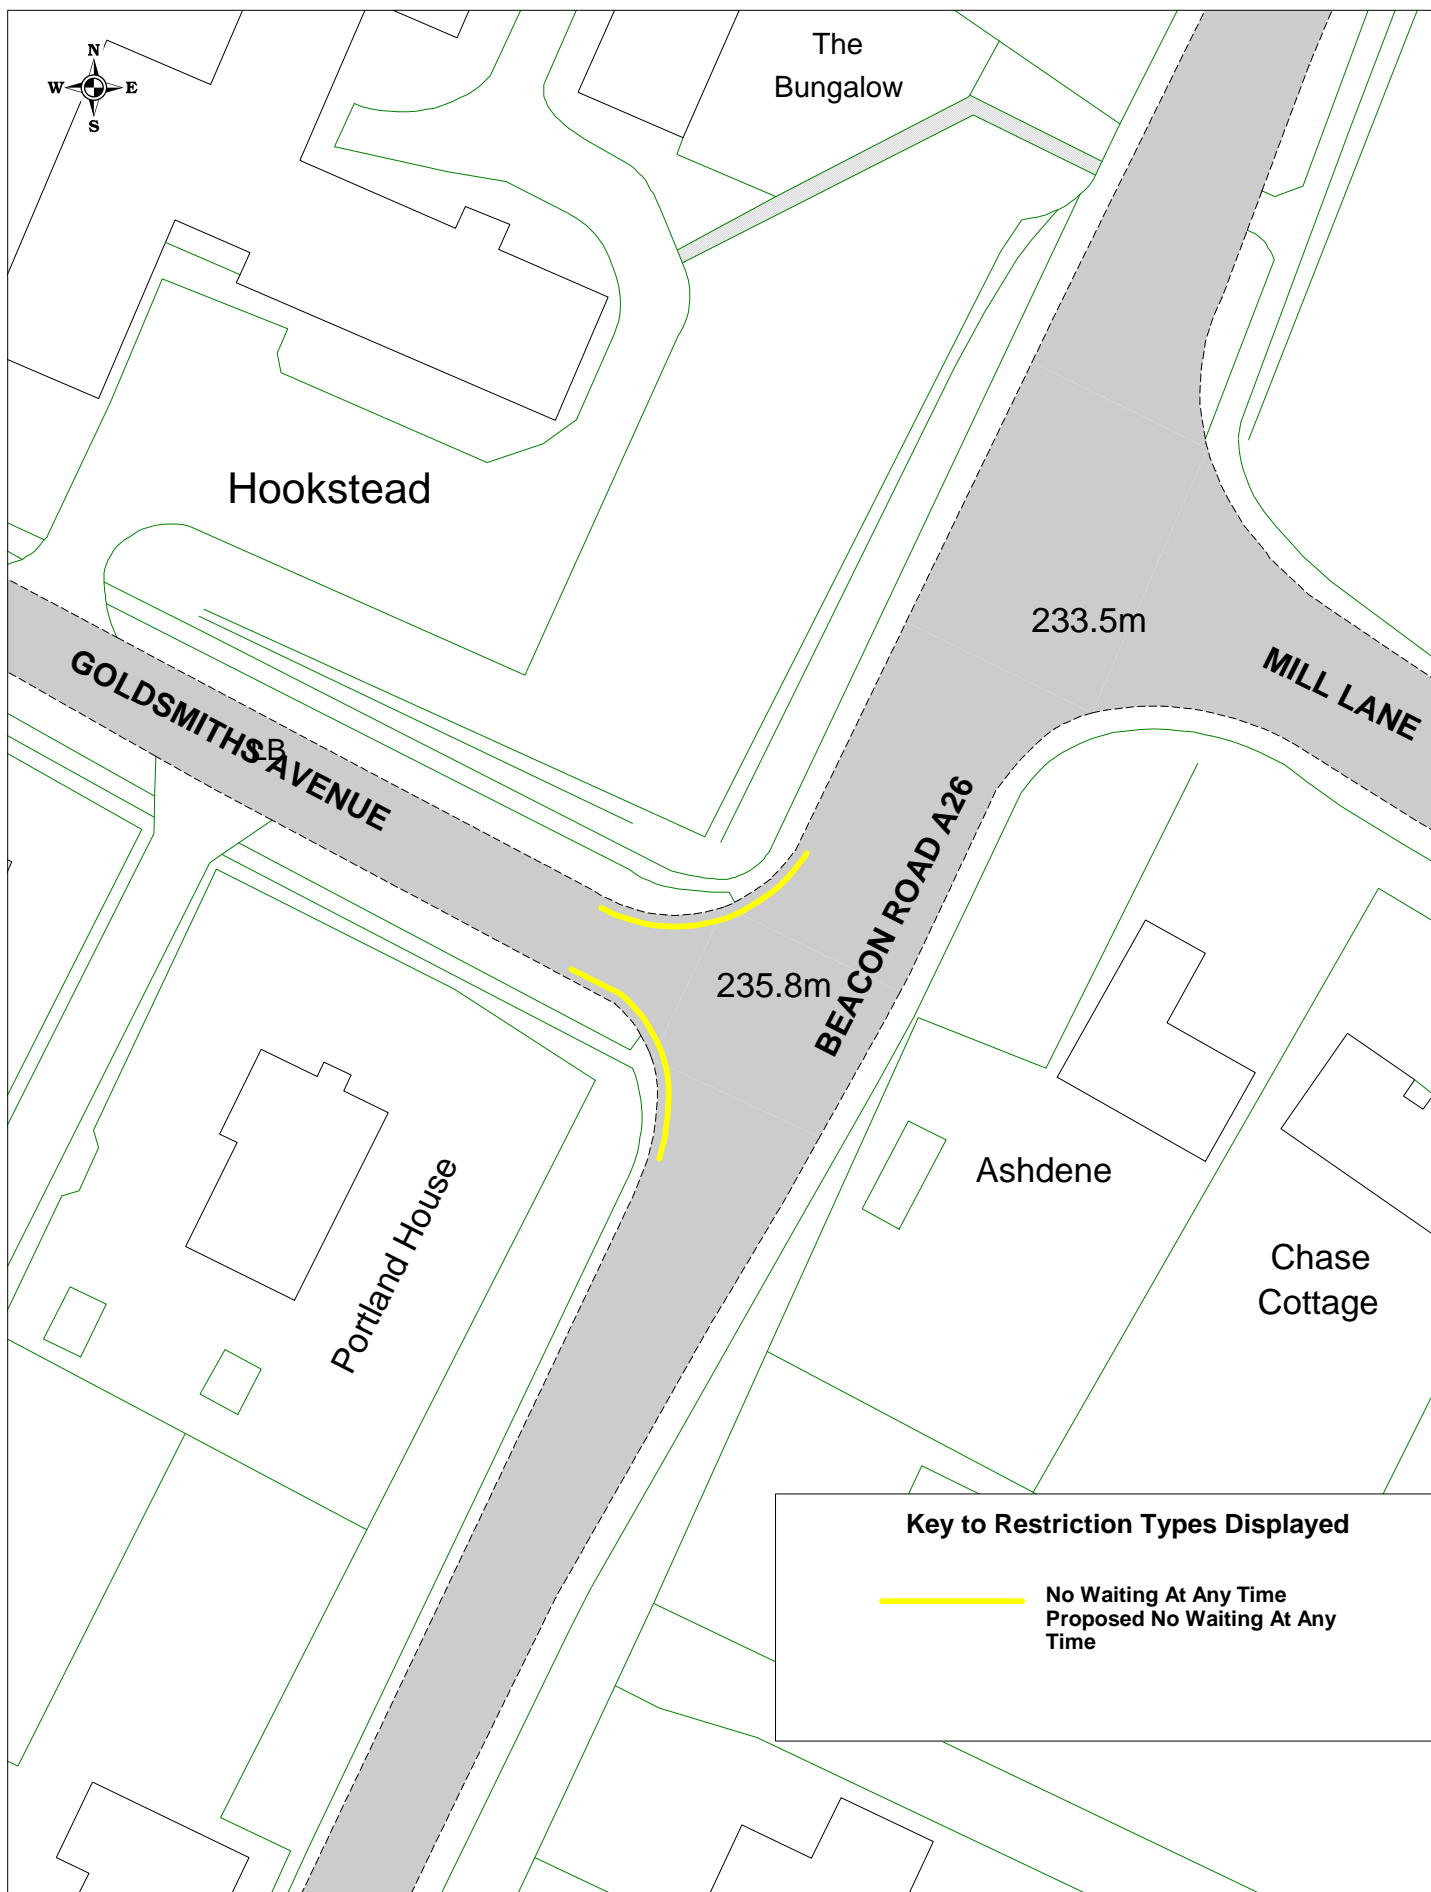 The
Bungalow
N
W E
S
Hookstead
233.5m
MILL LANE
GOLDSMITHS AVENUE
LB
BEACON ROAD A26
235.8m
Ashdene
Portland House
Chase
Cottage
Key to Restriction Types Displayed
No Waiting At Any Time
Proposed No Waiting At Any
Time